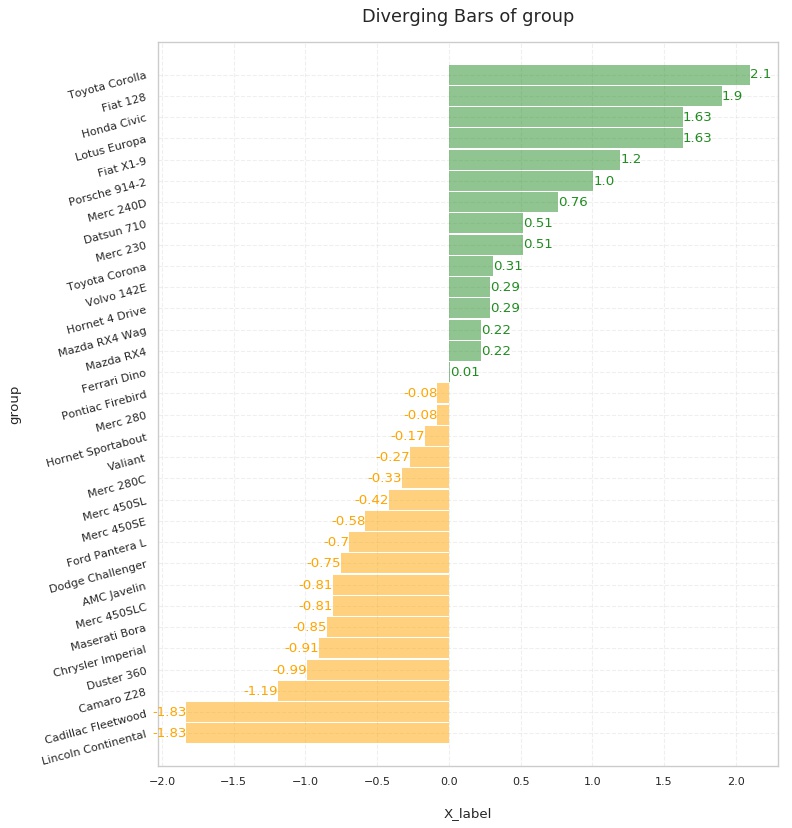 Diverging Bars of group
Toyota Corolla 2.1
Fiat 128 1.9
Honda Civic 1.63
Lotus Europa 1.63
Fiat X1-9 1.2
Porsche 914-2 1.0
Merc 240D 0.76
Datsun 710 0.51
Merc 230 0.51
Toyota Corona 0.31
Volvo 142E 0.29
Hornet 4 Drive 0.29
Mazda RX4 Wag 0.22
Mazda RX4 0.22
Ferrari Dino 0.01
Pontiac Firebird -0.08
Merc 280 -0.08
Hornet Sportabout -0.17
Valiant -0.27
Merc 280C -0.33
Merc 450SL -0.42
Merc 450SE -0.58
Ford Pantera L -0.7
Dodge Challenger -0.75
AMC Javelin -0.81
Merc 450SLC -0.81
Maserati Bora -0.85
Chrysler Imperial -0.91
Duster 360 -0.99
Camaro Z28 -1.19
Cadillac Fleetwood -1.83
Lincoln Continental -1.83
group
−2.0 −1.5 −1.0 −0.5 0.0 0.5 1.0 1.5 2.0
X_label